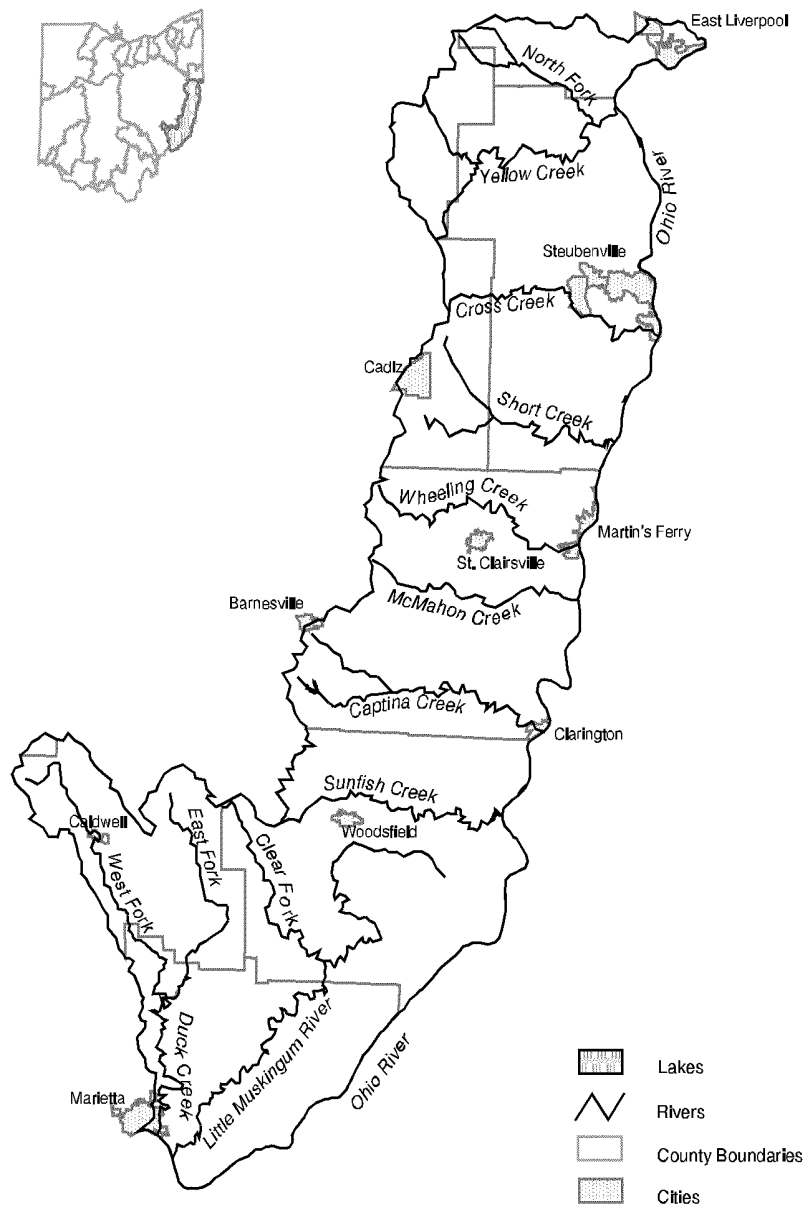 East Liverpool
North Fork
Yellow Creek
Ohio River
Steubenville
Cross Creek
Cadiz
Short Creek
Wheeling Creek
Martin's Ferry
St. Clairsville
Barnesville
McMahon Creek
Captina Creek
Clarington
Sunfish Creek
Caldwell
East Fork
Woodsfield
West Fork
Clear Fork
Duck Creek
Little Muskingum River
Ohio River
Marietta
Lakes
Rivers
County Boundaries
Cities